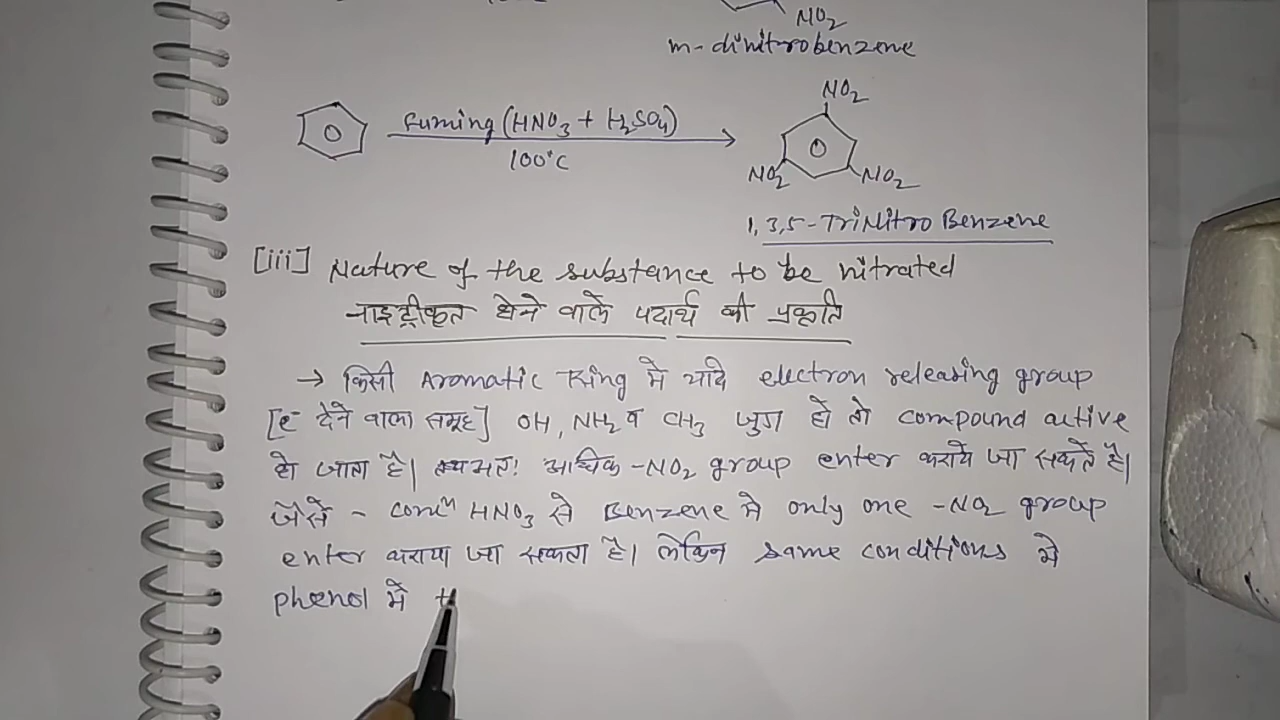 NO2
m-dinitrobenzene
NO2
fuming (HNO3 + H2SO4)
100°C
NO2 NO2
1,3,5-TriNitro Benzene
[iii] Nature of the substance to be nitrated
नाइट्रीकृत होने वाले पदार्थ की प्रकृति
→ किसी Aromatic Ring मे यदि electron releasing group
[e- देने वाला समूह] OH, NH2 व CH3 जुडा हो तो compound active
हो जाता है। अतः अधिक -NO2 group enter कराये जा सकते है।
जैसे - concn HNO3 से Benzene मे only one -NO2 group
enter कराया जा सकता है। लेकिन same conditions मे
phenol में